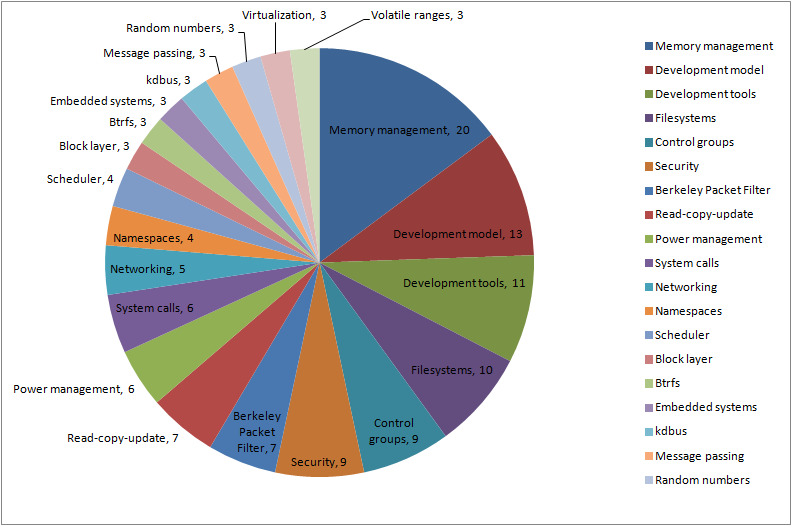 Virtualization, 3
Volatile ranges, 3
Random numbers, 3
Message passing, 3
kdbus, 3
Embedded systems, 3
Btrfs, 3
Block layer, 3
Scheduler, 4
Namespaces, 4
Networking, 5
System calls, 6
Power management, 6
Read-copy-update, 7
Berkeley
Packet
Filter, 7
Security, 9
Control
groups, 9
Filesystems, 10
Development tools, 11
Development model, 13
Memory management, 20
Memory management
Development model
Development tools
Filesystems
Control groups
Security
Berkeley Packet Filter
Read-copy-update
Power management
System calls
Networking
Namespaces
Scheduler
Block layer
Btrfs
Embedded systems
kdbus
Message passing
Random numbers